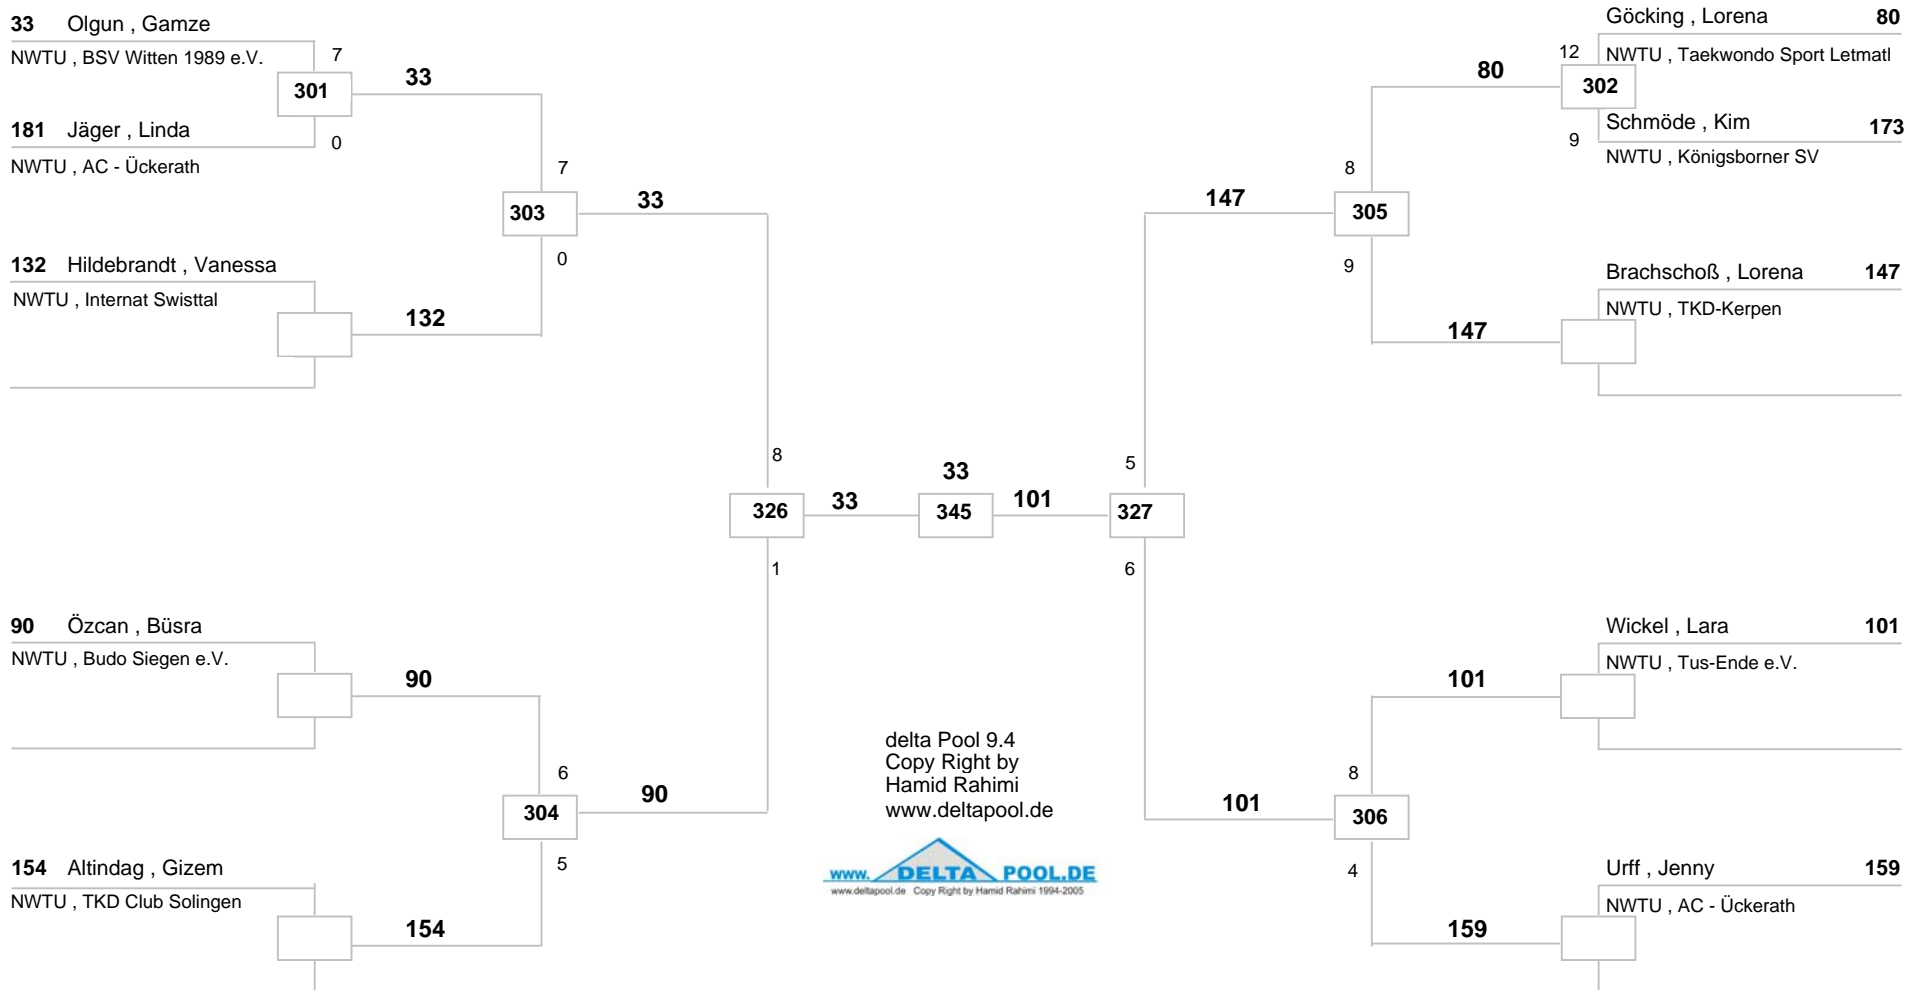 33 Olgun , Gamze
NWTU , BSV Witten 1989 e.V.
7
33
301
181 Jäger , Linda
0
NWTU , AC - Ückerath
7
303
33
0
132 Hildebrandt , Vanessa
NWTU , Internat Swisttal
132
8
326
33
1
90 Özcan , Büsra
NWTU , Budo Siegen e.V.
90
6
304
90
5
154 Altindag , Gizem
NWTU , TKD Club Solingen
154
33
345
101
delta Pool 9.4
Copy Right by
Hamid Rahimi
www.deltapool.de
www. DELTA POOL.DE
www.deltapool.de Copy Right by Hamid Rahimi 1994-2005
Göcking , Lorena 80
12
NWTU , Taekwondo Sport Letmatl
80
302
Schmöde , Kim 173
9
NWTU , Königsborner SV
8
147
305
9
Brachschoß , Lorena 147
NWTU , TKD-Kerpen
147
5
327
6
Wickel , Lara 101
NWTU , Tus-Ende e.V.
101
8
101
306
4
Urff , Jenny 159
NWTU , AC - Ückerath
159